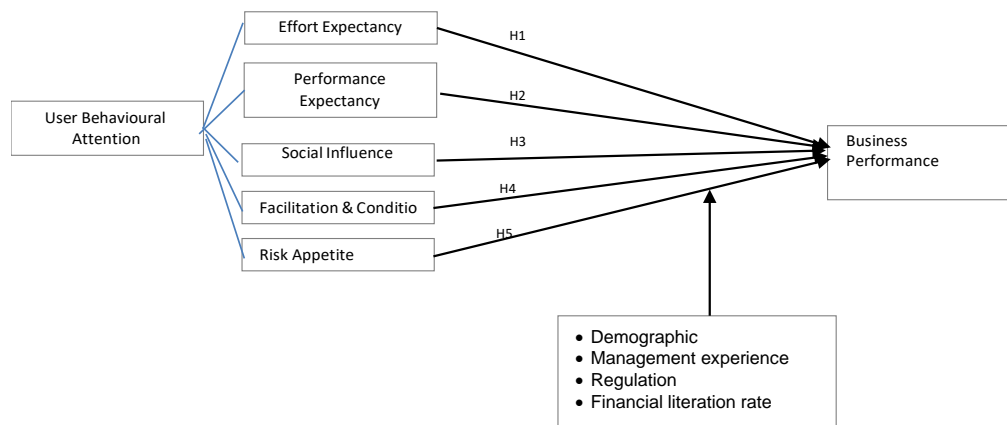 Effort Expectancy
H1
Performance
Expectancy
H2
User Behavioural
Attention
Business
Performance
Social Influence
H3
Facilitation & Conditio
H4
Risk Appetite
H5
• Demographic
• Management experience
• Regulation
• Financial literation rate